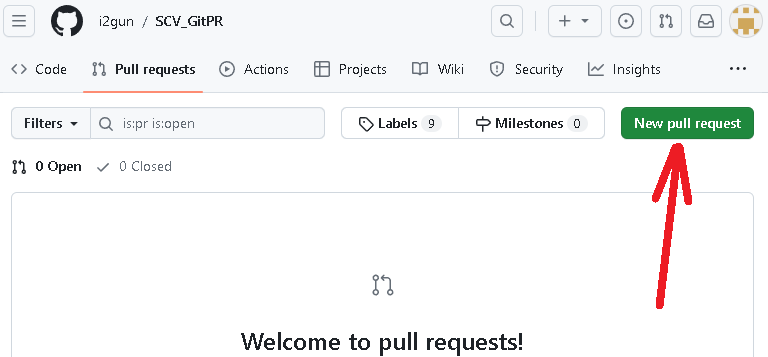 i2gun / SCV_GitPR
Code Pull requests Actions Projects Wiki Security Insights
Filters is:pr is:open Labels 9 Milestones 0 New pull request
0 Open 0 Closed
Welcome to pull requests!